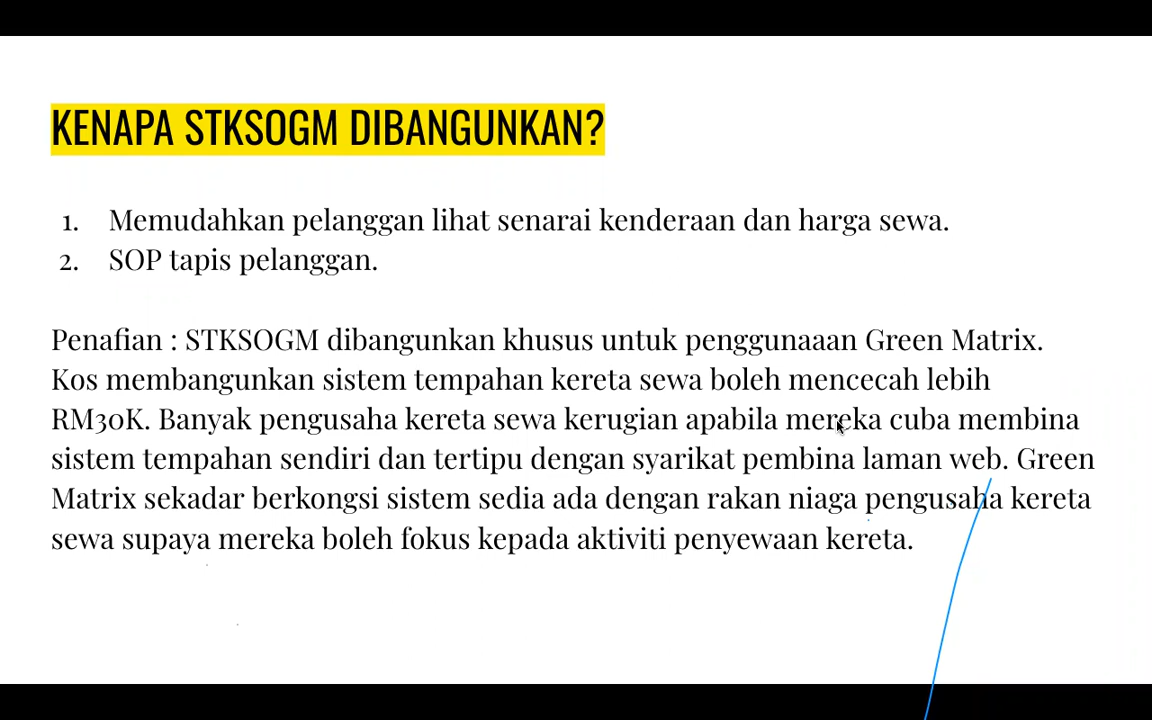 KENAPA STKSOGM DIBANGUNKAN?
1. Memudahkan pelanggan lihat senarai kenderaan dan harga sewa.
2. SOP tapis pelanggan.
Penafian : STKSOGM dibangunkan khusus untuk penggunaaan Green Matrix.
Kos membangunkan sistem tempahan kereta sewa boleh mencecah lebih
RM30K. Banyak pengusaha kereta sewa kerugian apabila mereka cuba membina
sistem tempahan sendiri dan tertipu dengan syarikat pembina laman web. Green
Matrix sekadar berkongsi sistem sedia ada dengan rakan niaga pengusaha kereta
sewa supaya mereka boleh fokus kepada aktiviti penyewaan kereta.